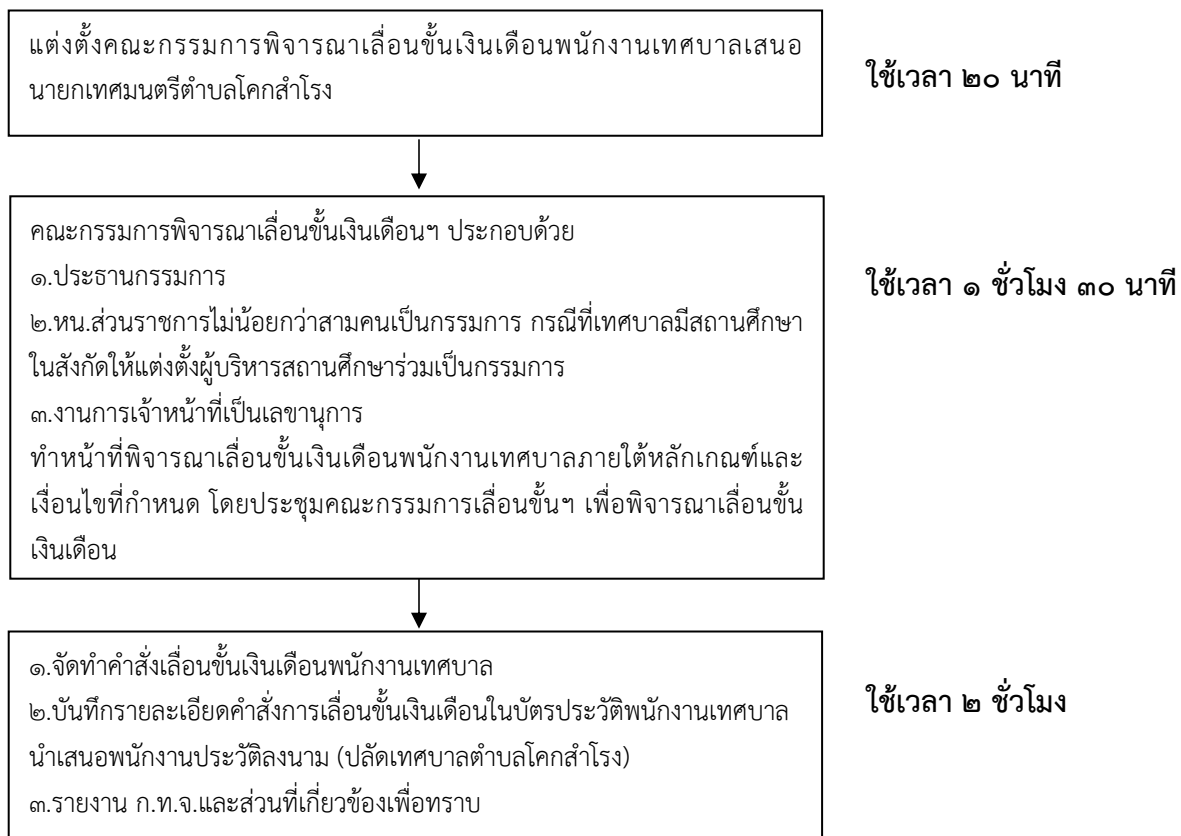 แต่งตั้งคณะกรรมการพิจารณาเลื่อนขั้นเงินเดือนพนักงานเทศบาลเสนอ
นายกเทศมนตรีตำบลโคกสำโรง
ใช้เวลา ๒๐ นาที
คณะกรรมการพิจารณาเลื่อนขั้นเงินเดือนฯ ประกอบด้วย
๑.ประธานกรรมการ
๒.หน.ส่วนราชการไม่น้อยกว่าสามคนเป็นกรรมการ กรณีที่เทศบาลมีสถานศึกษา
ในสังกัดให้แต่งตั้งผู้บริหารสถานศึกษาร่วมเป็นกรรมการ
๓.งานการเจ้าหน้าที่เป็นเลขานุการ
ทำหน้าที่พิจารณาเลื่อนขั้นเงินเดือนพนักงานเทศบาลภายใต้หลักเกณฑ์และ
เงื่อนไขที่กำหนด โดยประชุมคณะกรรมการเลื่อนขั้นฯ เพื่อพิจารณาเลื่อนขั้น
เงินเดือน
ใช้เวลา ๑ ชั่วโมง ๓๐ นาที
๑.จัดทำคำสั่งเลื่อนขั้นเงินเดือนพนักงานเทศบาล
๒.บันทึกรายละเอียดคำสั่งการเลื่อนขั้นเงินเดือนในบัตรประวัติพนักงานเทศบาล
นำเสนอพนักงานประวัติลงนาม (ปลัดเทศบาลตำบลโคกสำโรง)
๓.รายงาน ก.ท.จ.และส่วนที่เกี่ยวข้องเพื่อทราบ
ใช้เวลา ๒ ชั่วโมง